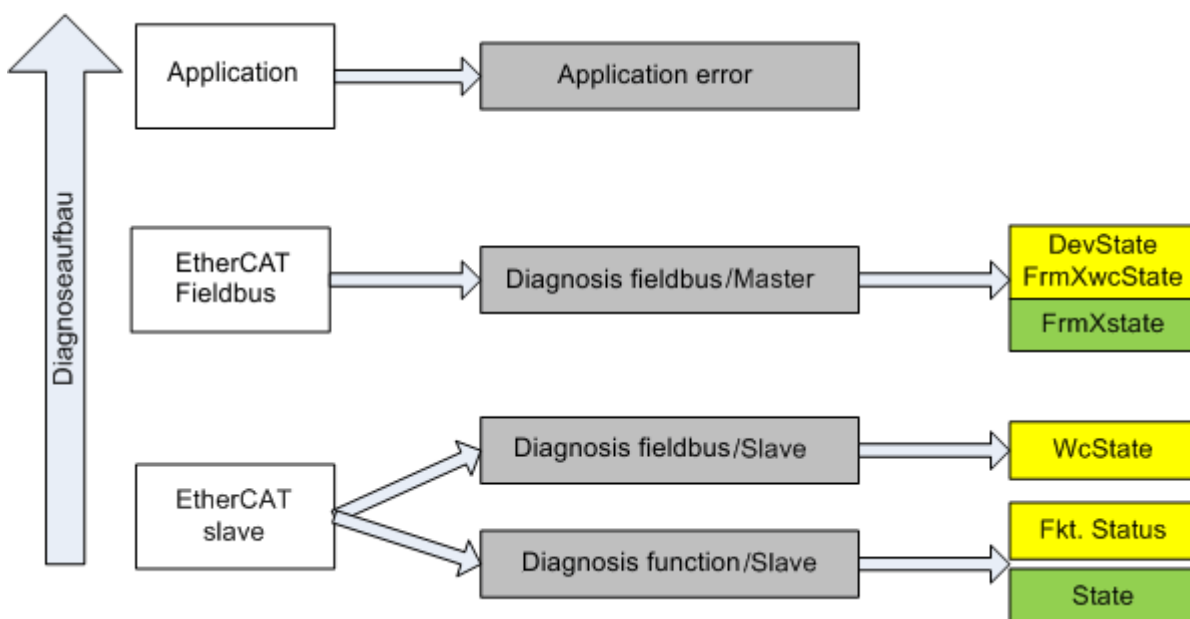 Diagnoseaufbau
Application
Application error
EtherCAT
Fieldbus
Diagnosis fieldbus/Master
DevState
FrmXwcState
FrmXstate
EtherCAT
slave
Diagnosis fieldbus/Slave
WcState
Diagnosis function/Slave
Fkt. Status
State